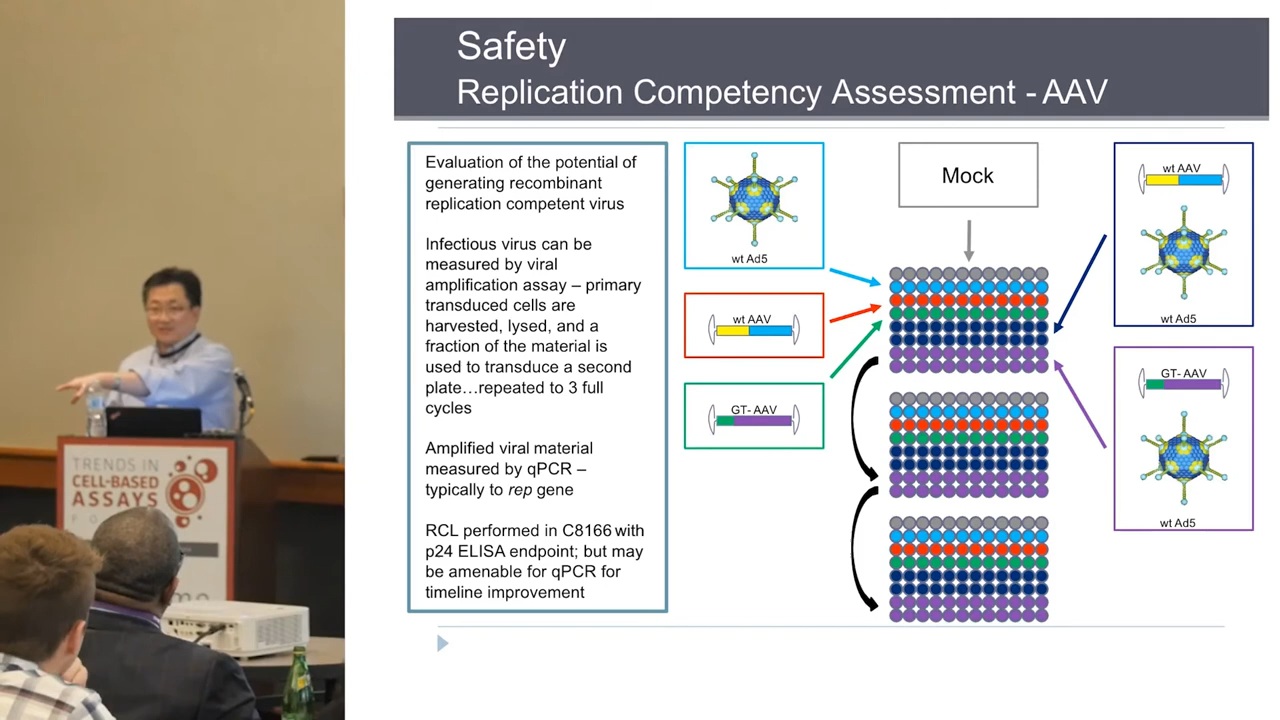 Safety
Replication Competency Assessment - AAV
Evaluation of the potential of
generating recombinant
replication competent virus
Infectious virus can be
measured by viral
amplification assay – primary
transduced cells are
harvested, lysed, and a
fraction of the material is
used to transduce a second
plate…repeated to 3 full
cycles
Amplified viral material
measured by qPCR –
typically to rep gene
RCL performed in C8166 with
p24 ELISA endpoint; but may
be amenable for qPCR for
timeline improvement
wt Ad5
wt AAV
GT- AAV
Mock
wt AAV
wt Ad5
GT- AAV
wt Ad5
TRENDS IN
CELL-BASED
ASSAYS